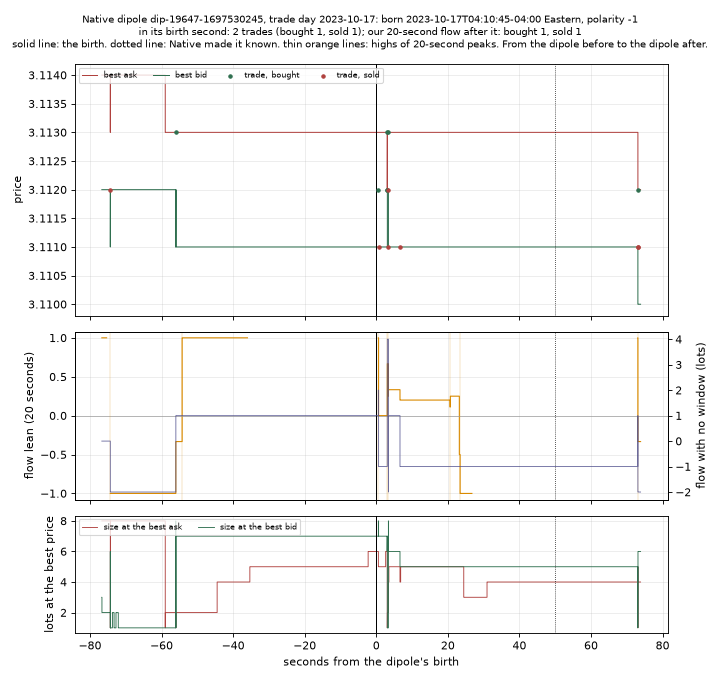 Native dipole dip-19647-1697530245, trade day 2023-10-17: born 2023-10-17T04:10:45-04:00 Eastern, polarity -1
in its birth second: 2 trades (bought 1, sold 1); our 20-second flow after it: bought 1, sold 1
solid line: the birth. dotted line: Native made it known. thin orange lines: highs of 20-second peaks. From the dipole before to the dipole after.
best ask best bid trade, bought trade, sold
3.1140
3.1135
3.1130
3.1125
3.1120
3.1115
3.1110
3.1105
3.1100
price
1.0
0.5
0.0
−0.5
−1.0
flow lean (20 seconds)
4
3
2
1
0
−1
−2
flow with no window (lots)
size at the best ask size at the best bid
8
6
4
2
lots at the best price
−80 −60 −40 −20 0 20 40 60 80
seconds from the dipole's birth